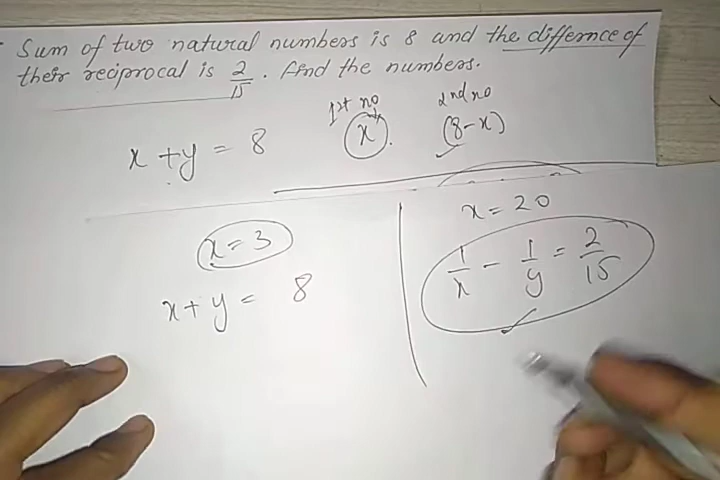 Sum of two natural numbers is 8 and the differnce of
their reciprocal is 2/15. find the numbers.
1st no 2nd no
x + y = 8 x (8-x)
x = 3
x + y = 8
x = 20
1/x - 1/y = 2/15